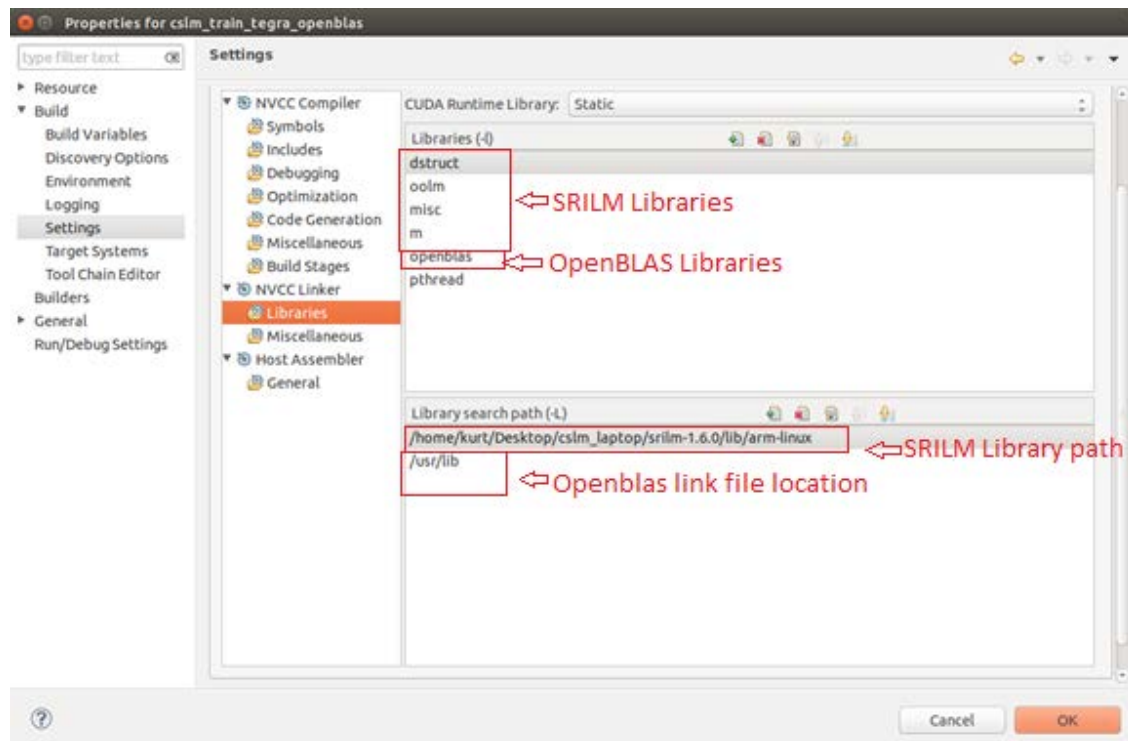 Properties for cslm_train_tegra_openblas
type filter text
Settings
Resource
Build
Build Variables
Discovery Options
Environment
Logging
Settings
Target Systems
Tool Chain Editor
Builders
General
Run/Debug Settings
NVCC Compiler
Symbols
Includes
Debugging
Optimization
Code Generation
Miscellaneous
Build Stages
NVCC Linker
Libraries
Miscellaneous
Host Assembler
General
CUDA Runtime Library: Static
Libraries (-l)
dstruct
oolm
misc
m
openblas
pthread
SRILM Libraries
OpenBLAS Libraries
Library search path (-L)
/home/kurt/Desktop/cslm_laptop/srilm-1.6.0/lib/arm-linux
/usr/lib
SRILM Library path
Openblas link file location
Cancel
OK